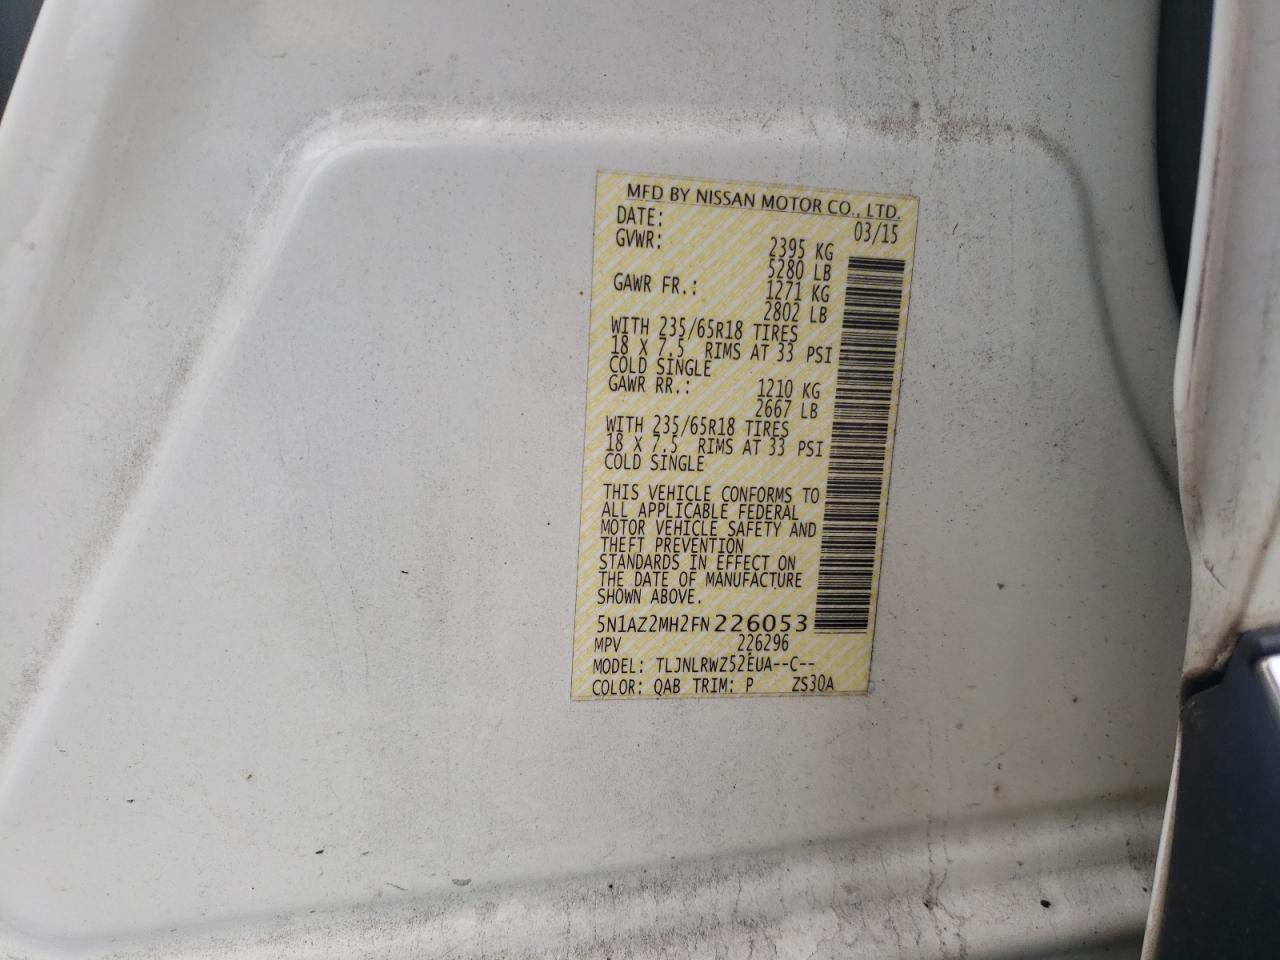 MFD BY NISSAN MOTOR CO., LTD.
DATE: 03/15
GVWR: 2395 KG
5280 LB
GAWR FR.: 1271 KG
2802 LB
WITH 235/65R18 TIRES
18 X 7.5 RIMS AT 33 PSI
COLD SINGLE
GAWR RR.: 1210 KG
2667 LB
WITH 235/65R18 TIRES
18 X 7.5 RIMS AT 33 PSI
COLD SINGLE
THIS VEHICLE CONFORMS TO
ALL APPLICABLE FEDERAL
MOTOR VEHICLE SAFETY AND
THEFT PREVENTION
STANDARDS IN EFFECT ON
THE DATE OF MANUFACTURE
SHOWN ABOVE.
5N1AZ2MH2FN226053
MPV 226296
MODEL: TLJNLRWZ52EUA--C--
COLOR: QAB TRIM: P ZS30A